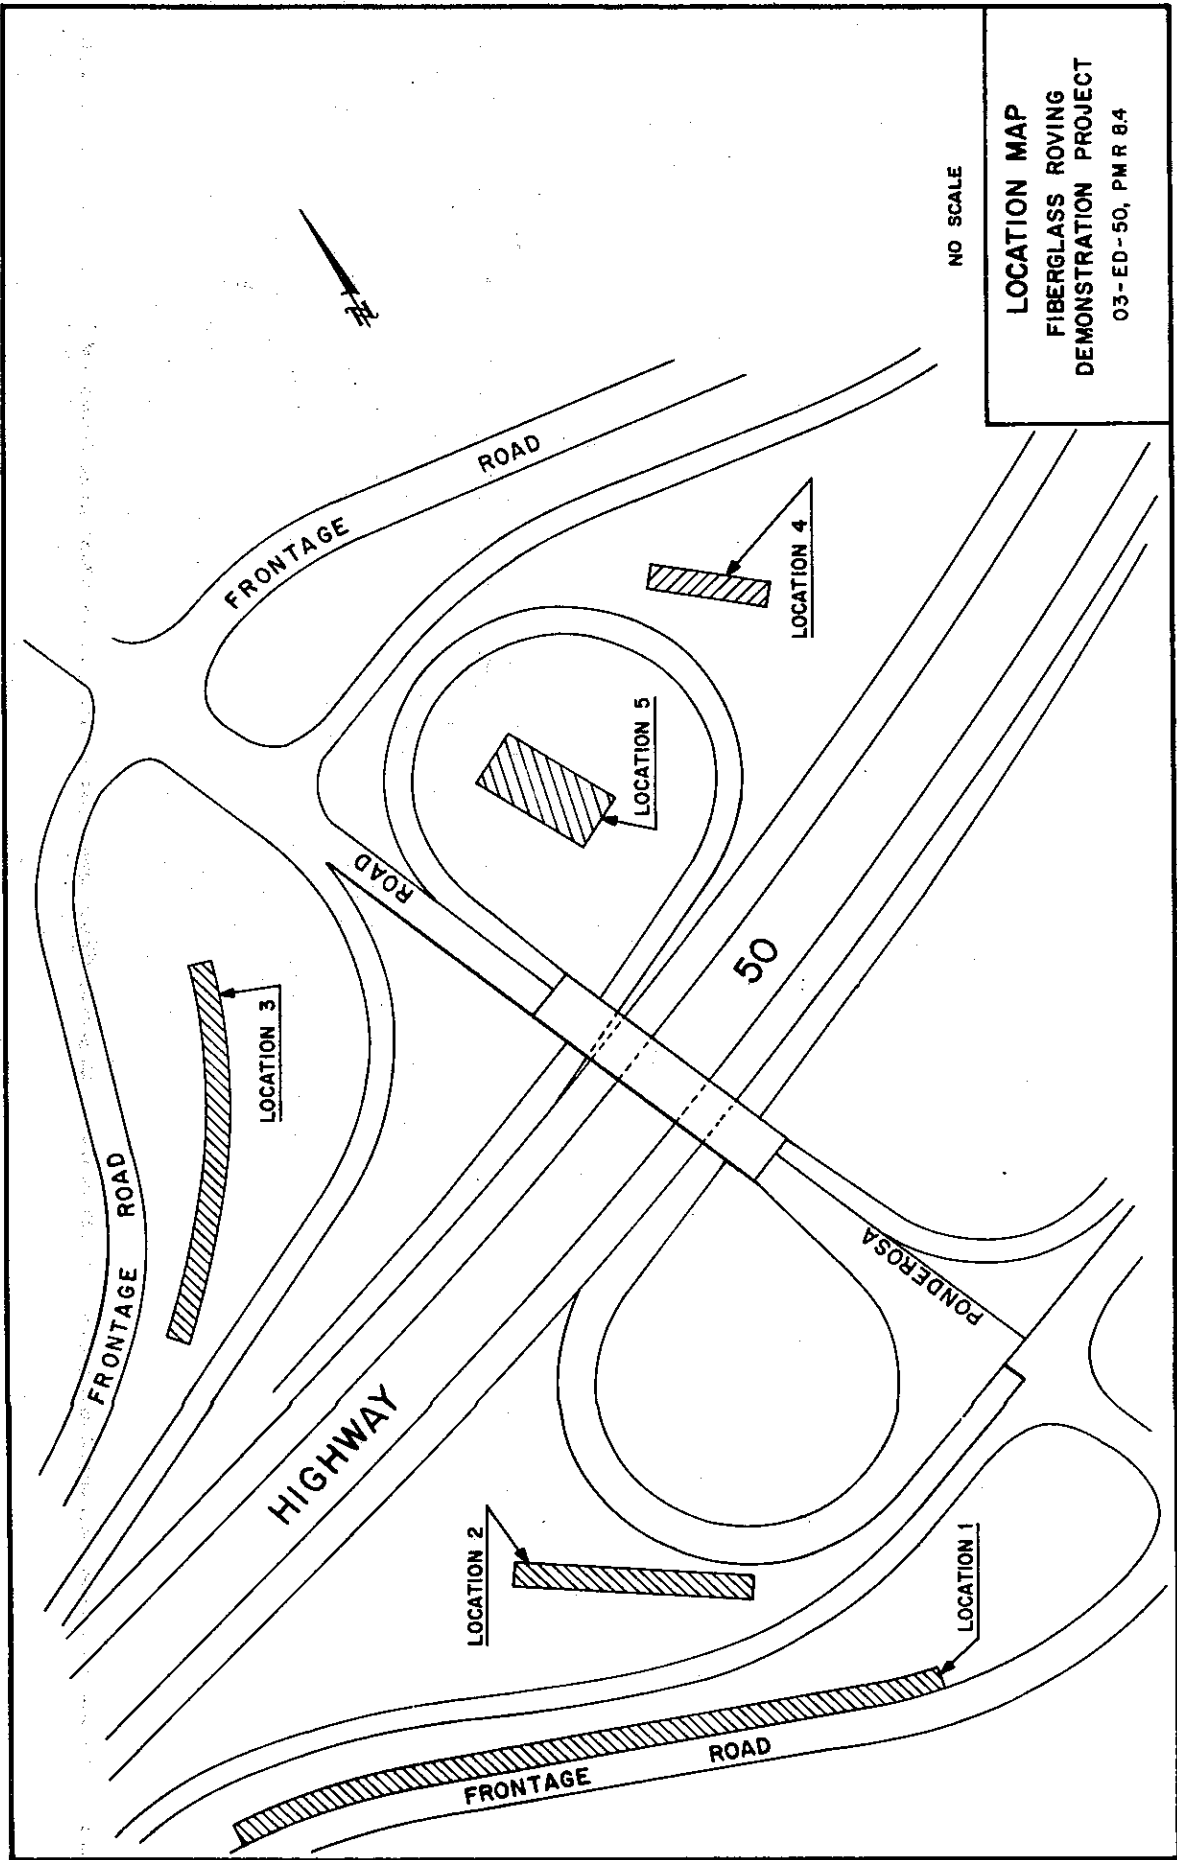 FRONTAGE ROAD
LOCATION 3
FRONTAGE ROAD
ROAD
LOCATION 5
LOCATION 4
HIGHWAY 50
PONDEROSA
LOCATION 2
LOCATION 1
FRONTAGE ROAD
N
NO SCALE
LOCATION MAP
FIBERGLASS ROVING
DEMONSTRATION PROJECT
03-ED-50, PM R 8.4